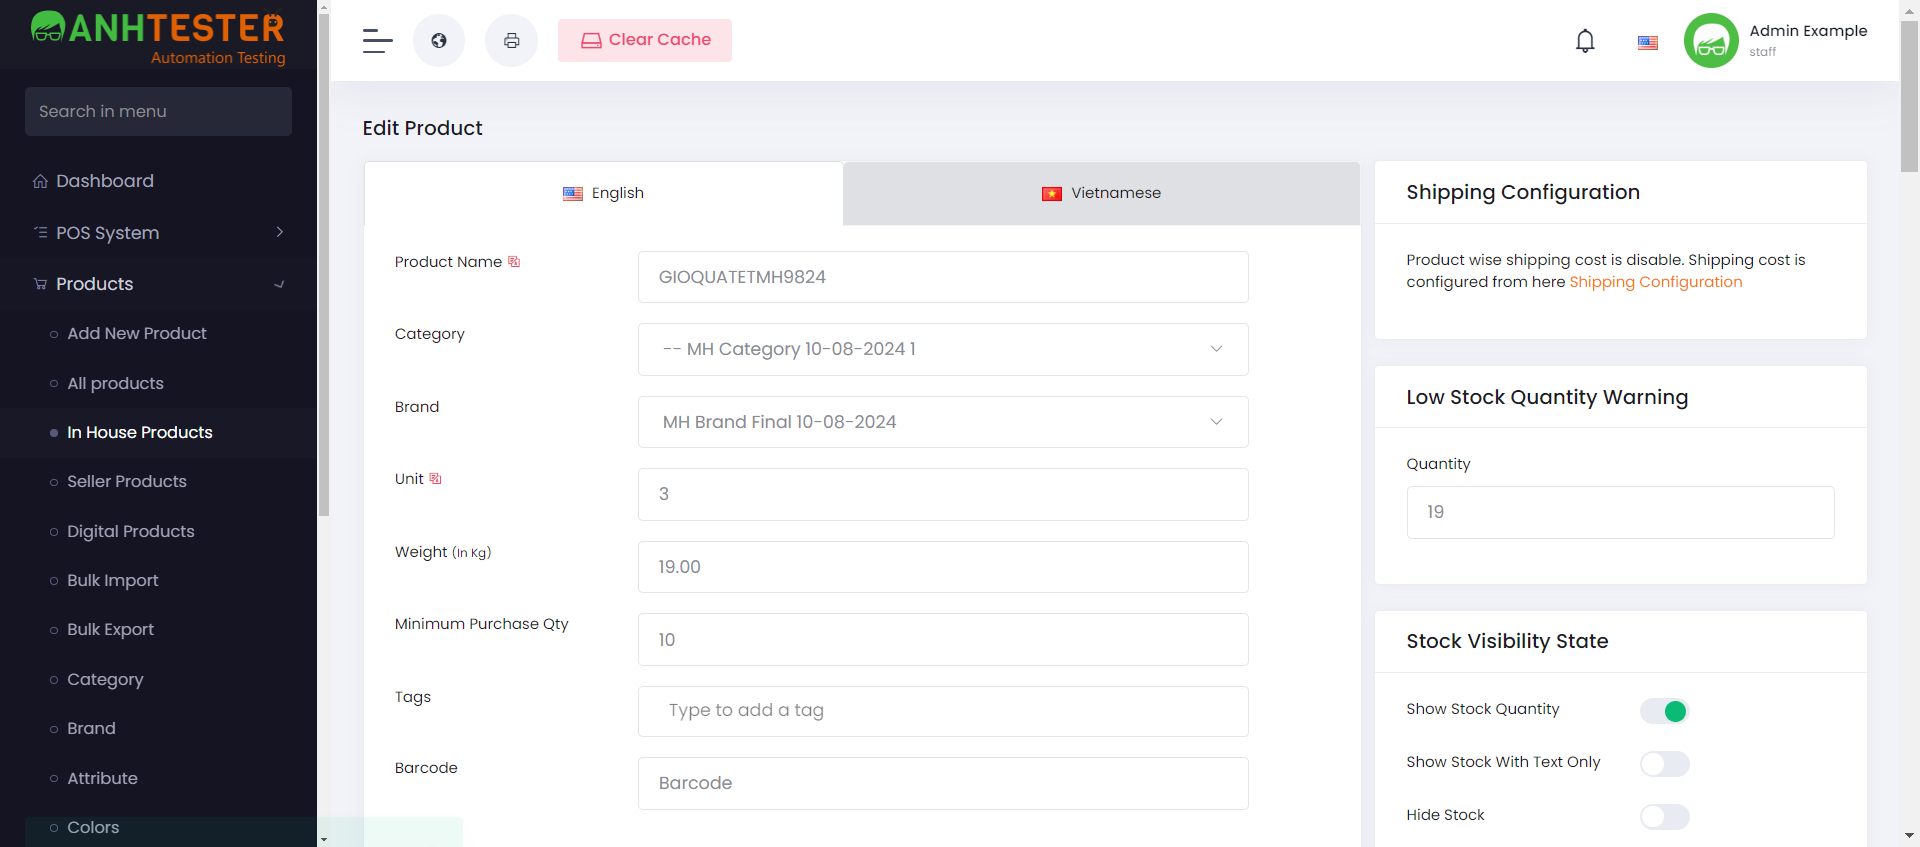 ANHTESTER
Automation Testing
Search in menu
Dashboard
POS System
Products
Add New Product
All products
In House Products
Seller Products
Digital Products
Bulk Import
Bulk Export
Category
Brand
Attribute
Colors
Clear Cache
Admin Example
staff
Edit Product
English
Vietnamese
Product Name
GIOQUATETMH9824
Category
-- MH Category 10-08-2024 1
Brand
MH Brand Final 10-08-2024
Unit
3
Weight (In Kg)
19.00
Minimum Purchase Qty
10
Tags
Type to add a tag
Barcode
Barcode
Shipping Configuration
Product wise shipping cost is disable. Shipping cost is
configured from here Shipping Configuration
Low Stock Quantity Warning
Quantity
19
Stock Visibility State
Show Stock Quantity
Show Stock With Text Only
Hide Stock